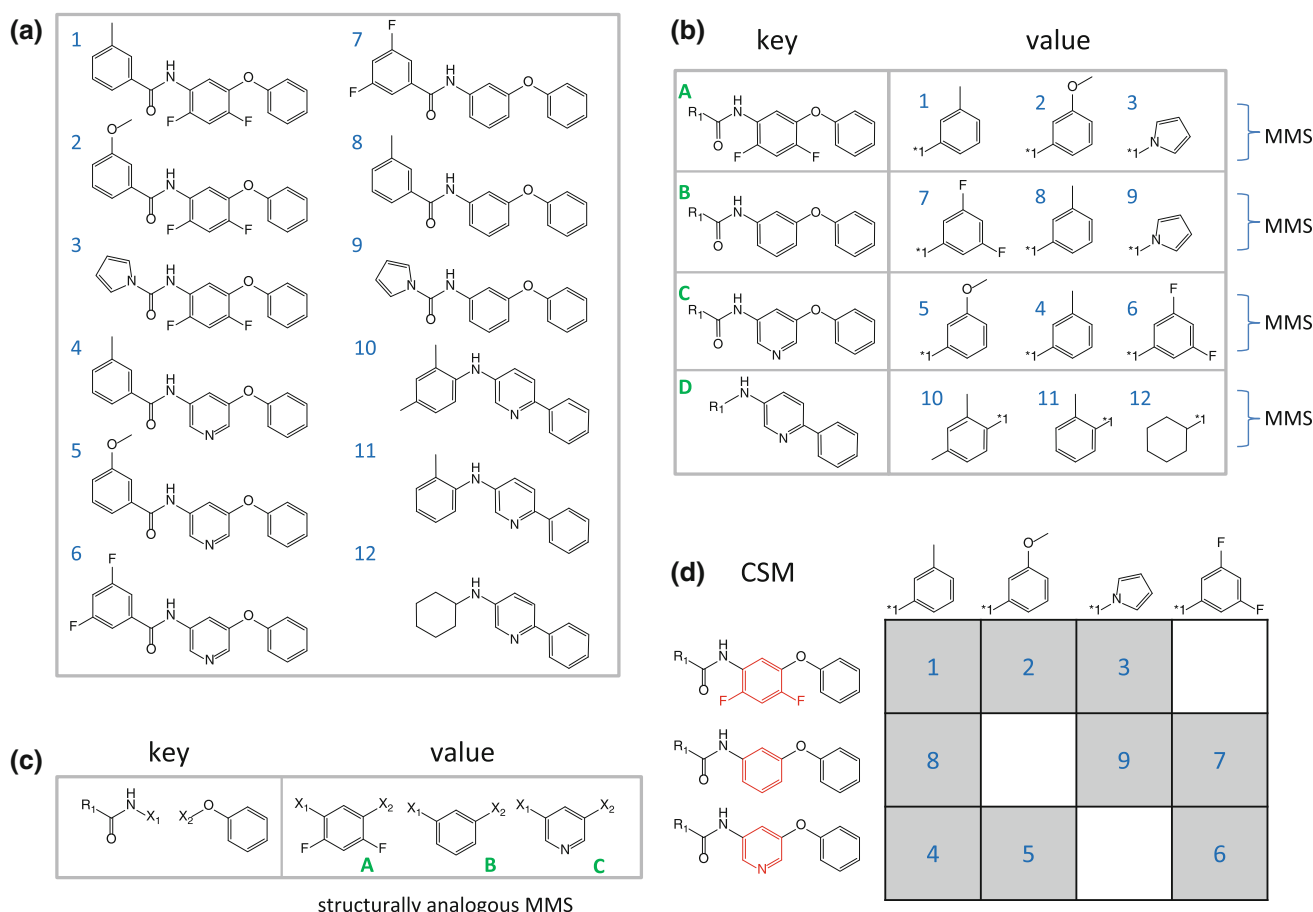 (a)
1
H
N
O
O
F
F
2
O
H
N
O
O
F
F
3
N
H
N
O
O
F
F
4
H
N
O
O
N
5
O
H
N
O
O
N
6
F
F
H
N
O
O
N
7
F
F
H
N
O
O
8
H
N
O
O
9
N
H
N
O
O
10
H
N
N
11
H
N
N
12
H
N
N
(b)
key value
A
R1
H
N
O
O
F F
1 *1
2 O *1
3 N *1
MMS
B
R1
H
N
O
O
7 F F *1
8 *1
9 N *1
MMS
C
R1
H
N
O
O
N
5 O *1
4 *1
6 F F *1
MMS
D
H
N
R1
N
10 *1
11 *1
12 *1
MMS
(c)
key value
R1 H N X1 O
X2 O
X1 X2 F F A
X1 X2 B
X1 X2 N C
structurally analogous MMS
(d) CSM
*1
O *1
N *1
F F *1
R1 H N O O F F
1 2 3
R1 H N O O
8 9 7
R1 H N O O N
4 5 6